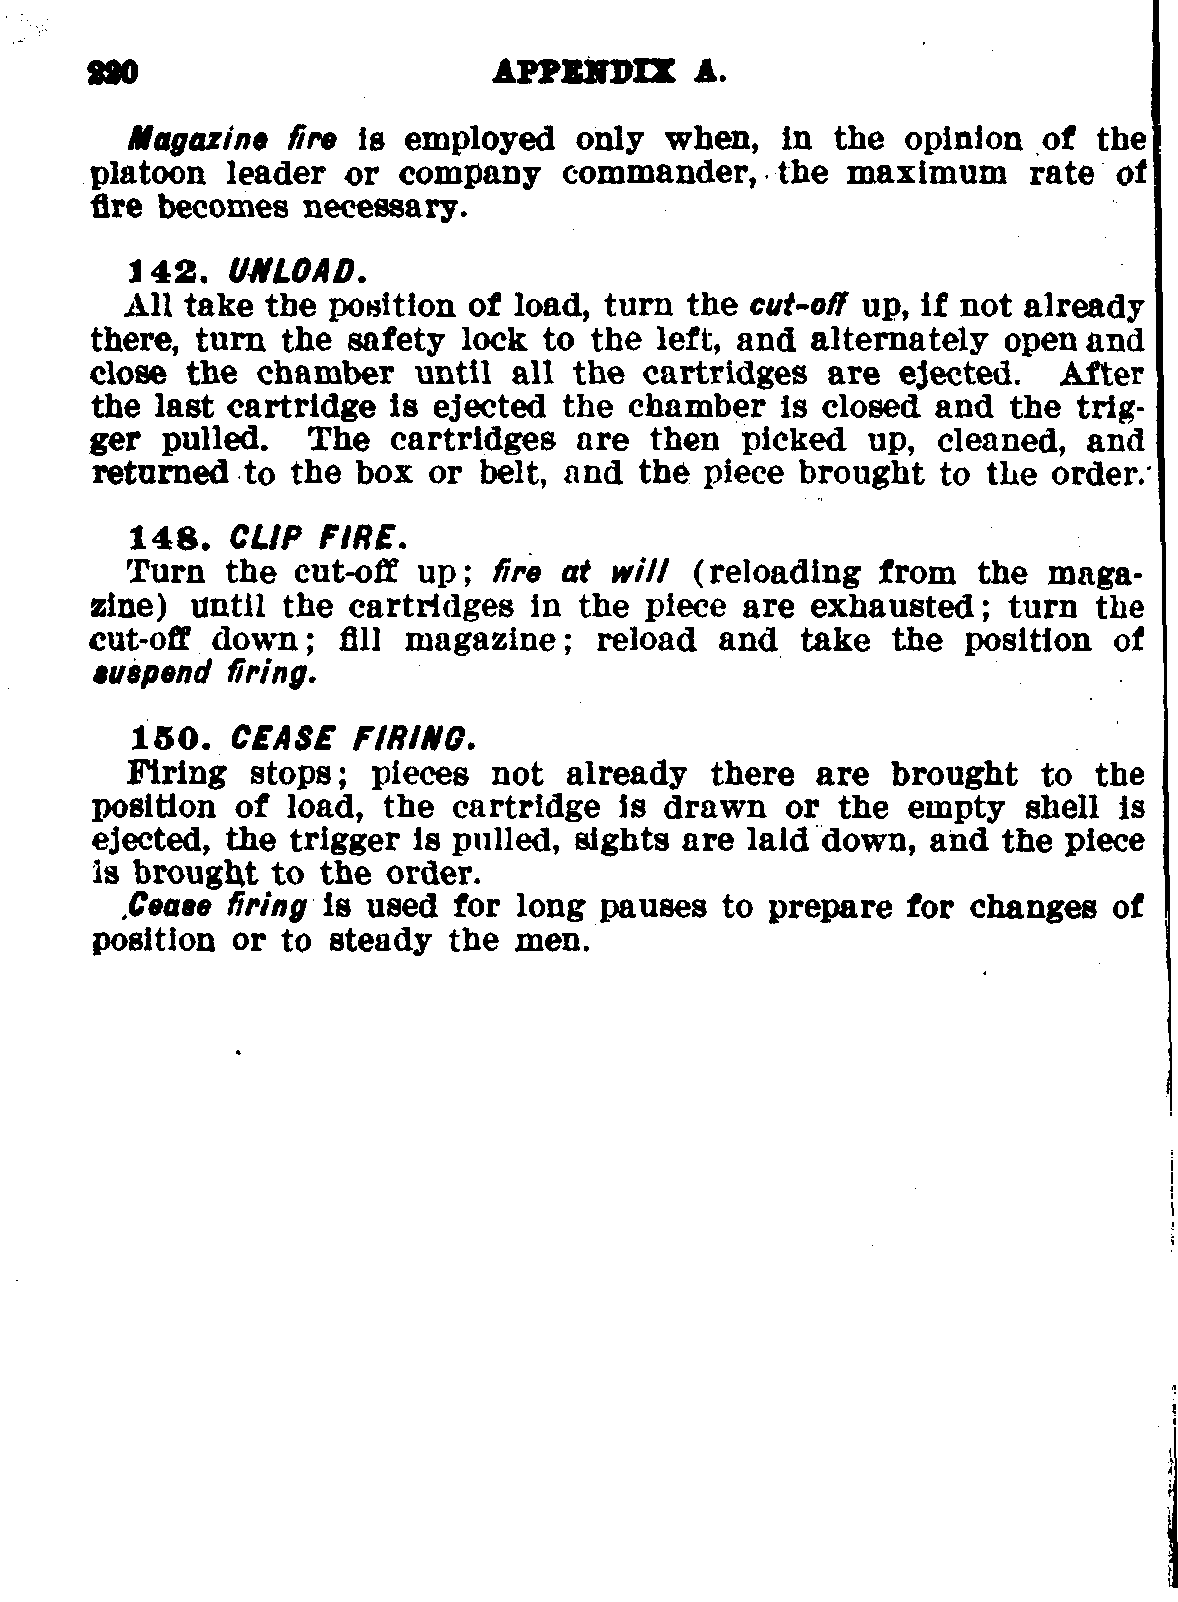 220 APPENDIX A.
Magazine fire is employed only when, in the opinion of the
platoon leader or company commander, the maximum rate of
fire becomes necessary.
142. UNLOAD.
All take the position of load, turn the cut-off up, if not already
there, turn the safety lock to the left, and alternately open and
close the chamber until all the cartridges are ejected. After
the last cartridge is ejected the chamber is closed and the trig-
ger pulled. The cartridges are then picked up, cleaned, and
returned to the box or belt, and the piece brought to the order.
148. CLIP FIRE.
Turn the cut-off up; fire at will (reloading from the maga-
zine) until the cartridges in the piece are exhausted; turn the
cut-off down; fill magazine; reload and take the position of
suspend firing.
150. CEASE FIRING.
Firing stops; pieces not already there are brought to the
position of load, the cartridge is drawn or the empty shell is
ejected, the trigger is pulled, sights are laid down, and the piece
is brought to the order.
Cease firing is used for long pauses to prepare for changes of
position or to steady the men.